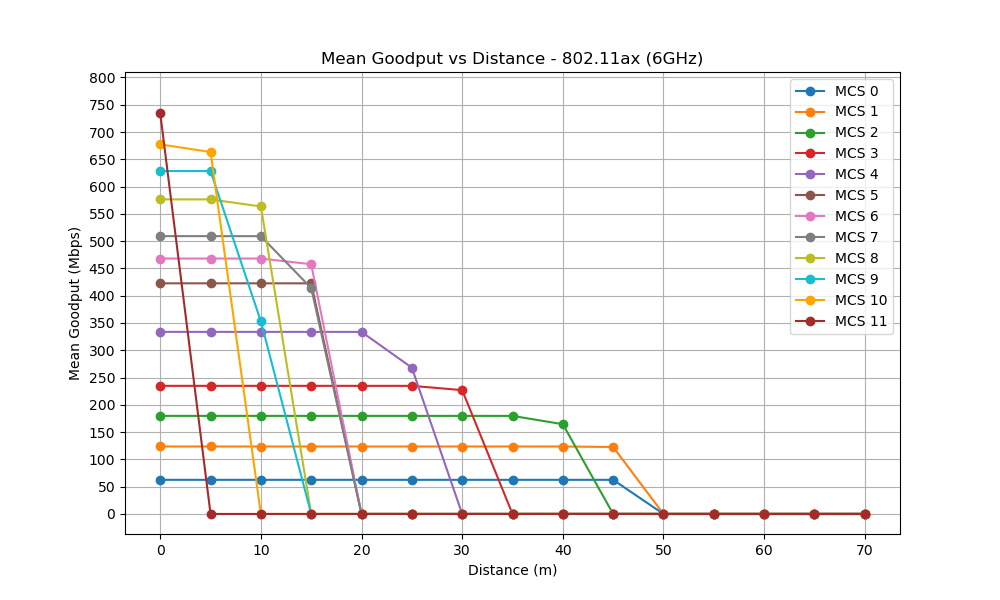 Mean Goodput vs Distance - 802.11ax (6GHz)
Mean Goodput (Mbps)
800
750
700
650
600
550
500
450
400
350
300
250
200
150
100
50
0
0 10 20 30 40 50 60 70
Distance (m)
MCS 0
MCS 1
MCS 2
MCS 3
MCS 4
MCS 5
MCS 6
MCS 7
MCS 8
MCS 9
MCS 10
MCS 11